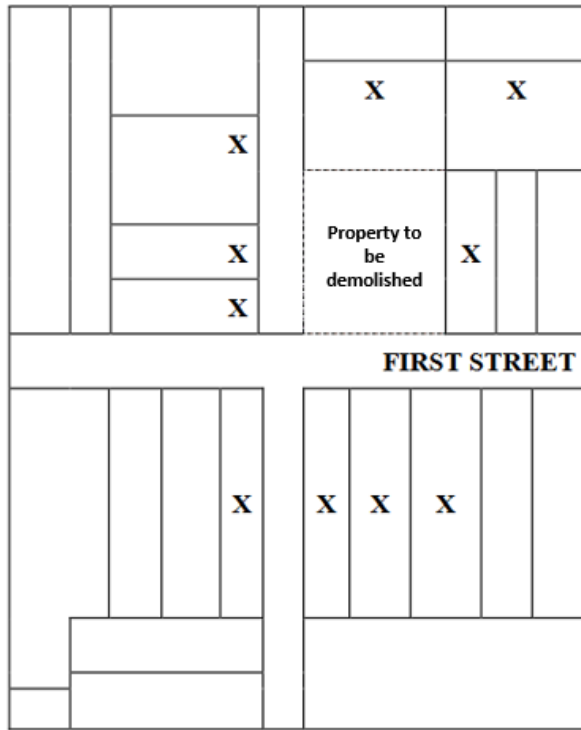 X X
X
Property to
be
demolished
X X
X
FIRST STREET
X X X X